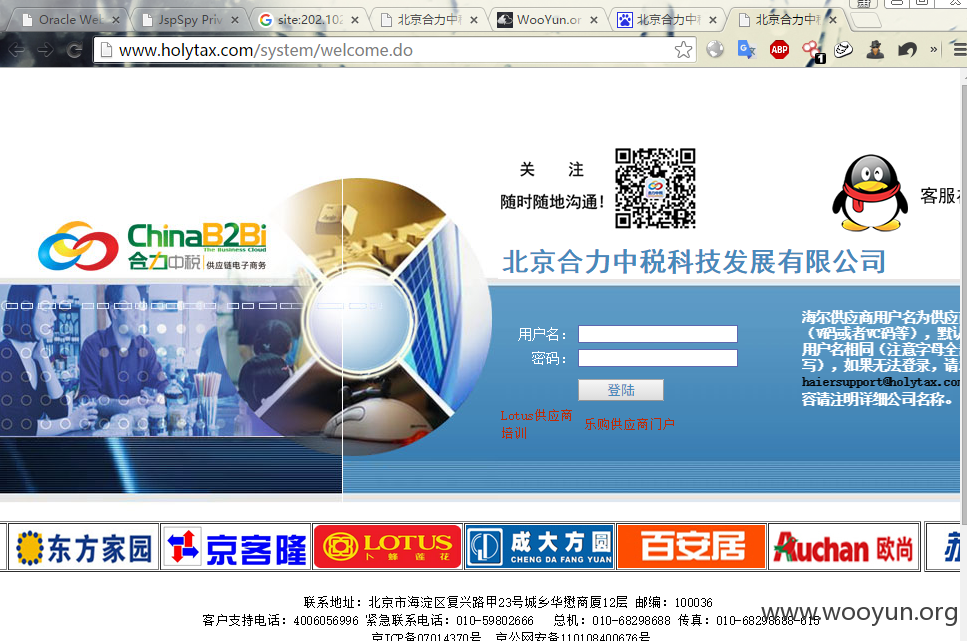 Oracle Web
JspSpy Priv
site:202.102
北京合力中税
WooYun.or
北京合力中税
北京合力中税
www.holytax.com/system/welcome.do
ABP
1
关 注
随时随地沟通！
客服在
ChinaB2Bi
The Business Cloud
合力中税 供应链电子商务
北京合力中税科技发展有限公司
用户名：
密码：
登陆
Lotus供应商
培训
乐购供应商门户
海尔供应商用户名为供应
（V码或者VC码等），默认
用户名相同（注意字母全
写），如果无法登录，请
haiersupport@holytax.com
容请注明详细公司名称。
东方家园
京客隆
LOTUS
卜蜂莲花
成大方圆
CHENG DA FANG YUAN
百安居
Auchan 欧尚
苏
联系地址：北京市海淀区复兴路甲23号城乡华懋商厦12层 邮编：100036
客户支持电话：4006056996 紧急联系电话：010-59802666 总机：010-68298688 传真：010-68298688-615
京ICP备07014370号 京公网安备110108400676号
www.wooyun.org